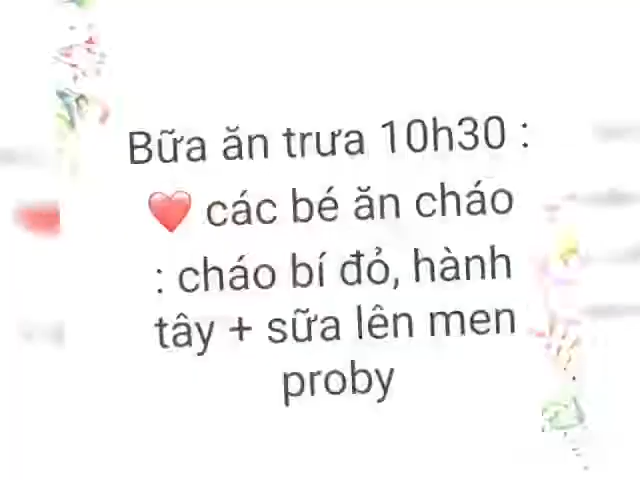 Bữa ăn trưa 10h30 :
❤️ các bé ăn cháo
: cháo bí đỏ, hành
tây + sữa lên men
proby